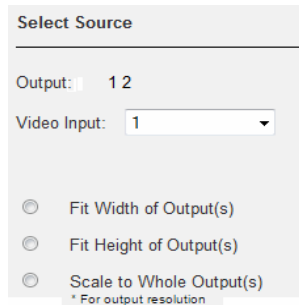 Select Source
Output: 1 2
Video Input: 1
Fit Width of Output(s)
Fit Height of Output(s)
Scale to Whole Output(s)
* For output resolution